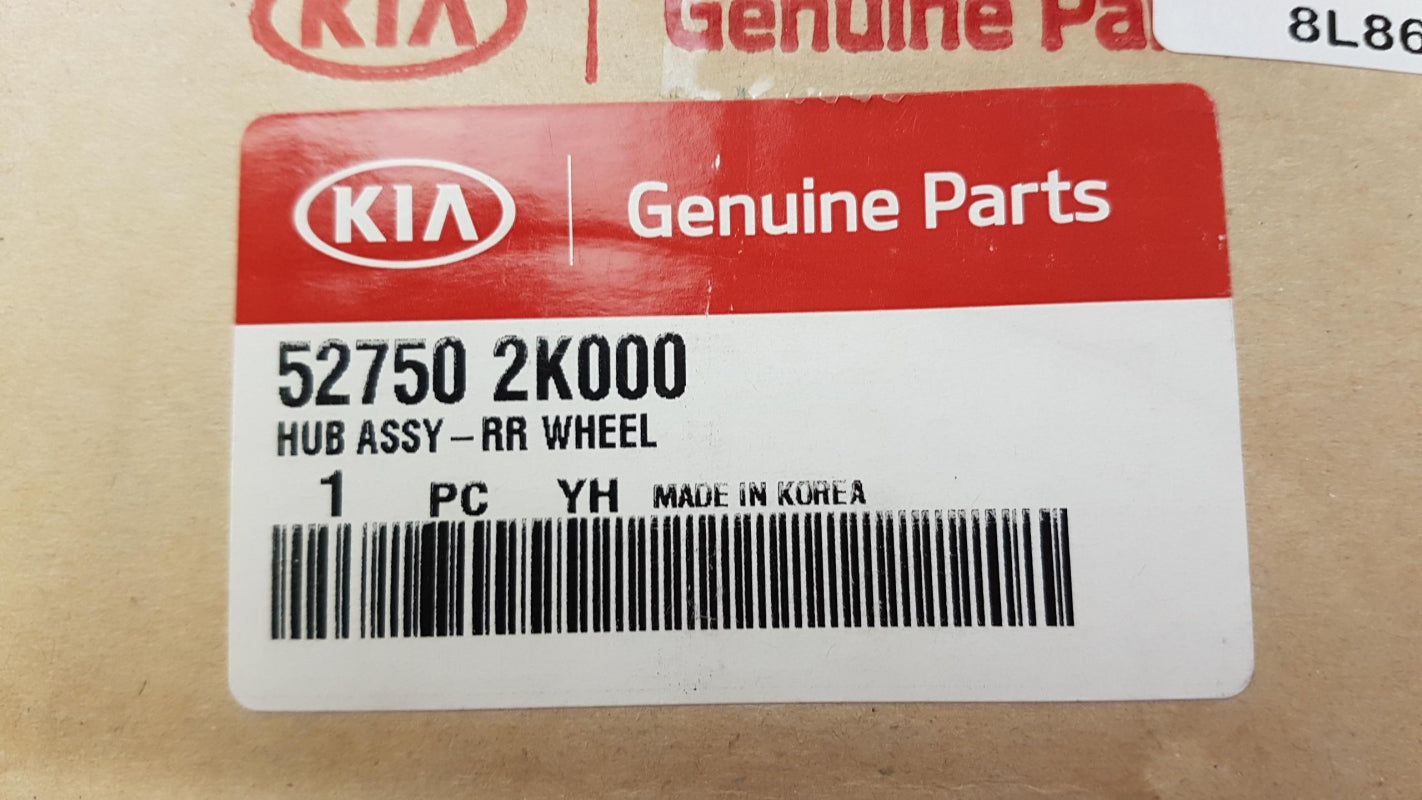 KIA Genuine Pa
8L86
KIA Genuine Parts
52750 2K000
HUB ASSY-RR WHEEL
1 PC YH MADE IN KOREA